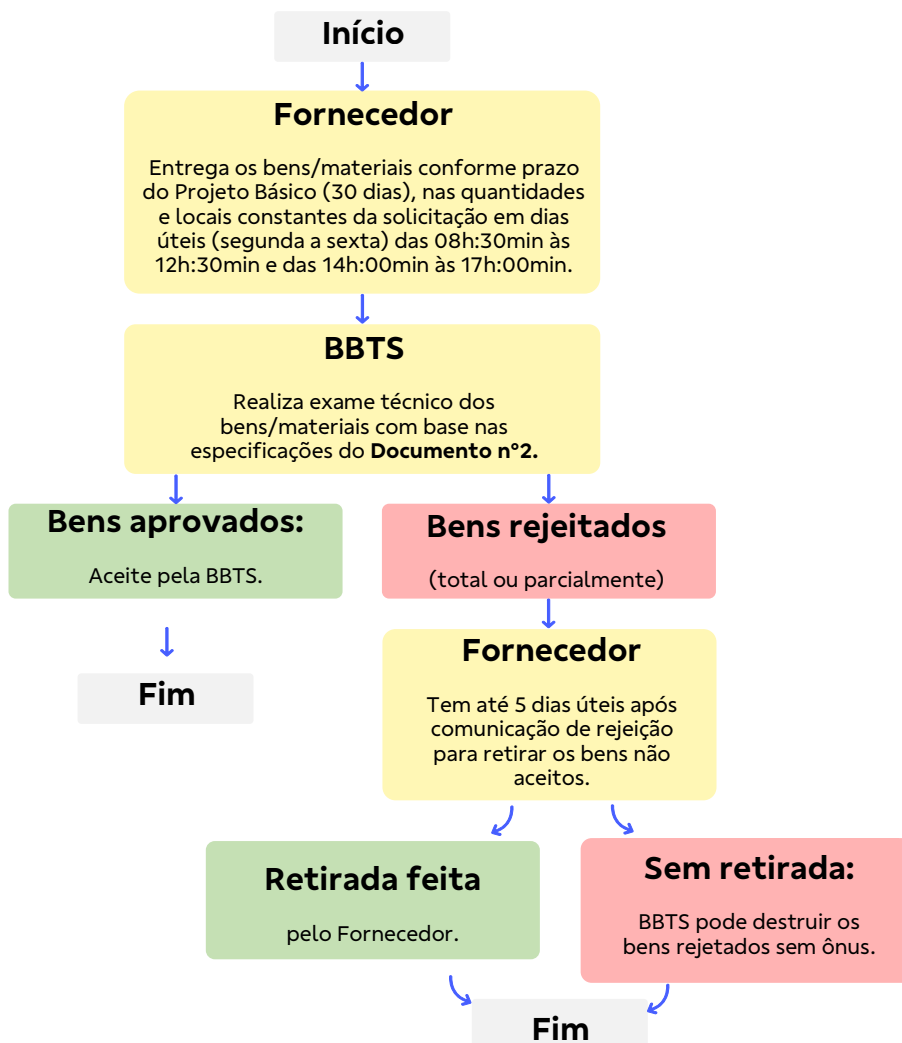 Início
Fornecedor
Entrega os bens/materiais conforme prazo
do Projeto Básico (30 dias), nas quantidades
e locais constantes da solicitação em dias
úteis (segunda a sexta) das 08h:30min às
12h:30min e das 14h:00min às 17h:00min.
BBTS
Realiza exame técnico dos
bens/materiais com base nas
especificações do Documento n°2.
Bens aprovados:
Aceite pela BBTS.
Fim
Bens rejeitados
(total ou parcialmente)
Fornecedor
Tem até 5 dias úteis após
comunicação de rejeição
para retirar os bens não
aceitos.
Retirada feita
pelo Fornecedor.
Sem retirada:
BBTS pode destruir os
bens rejetados sem ônus.
Fim